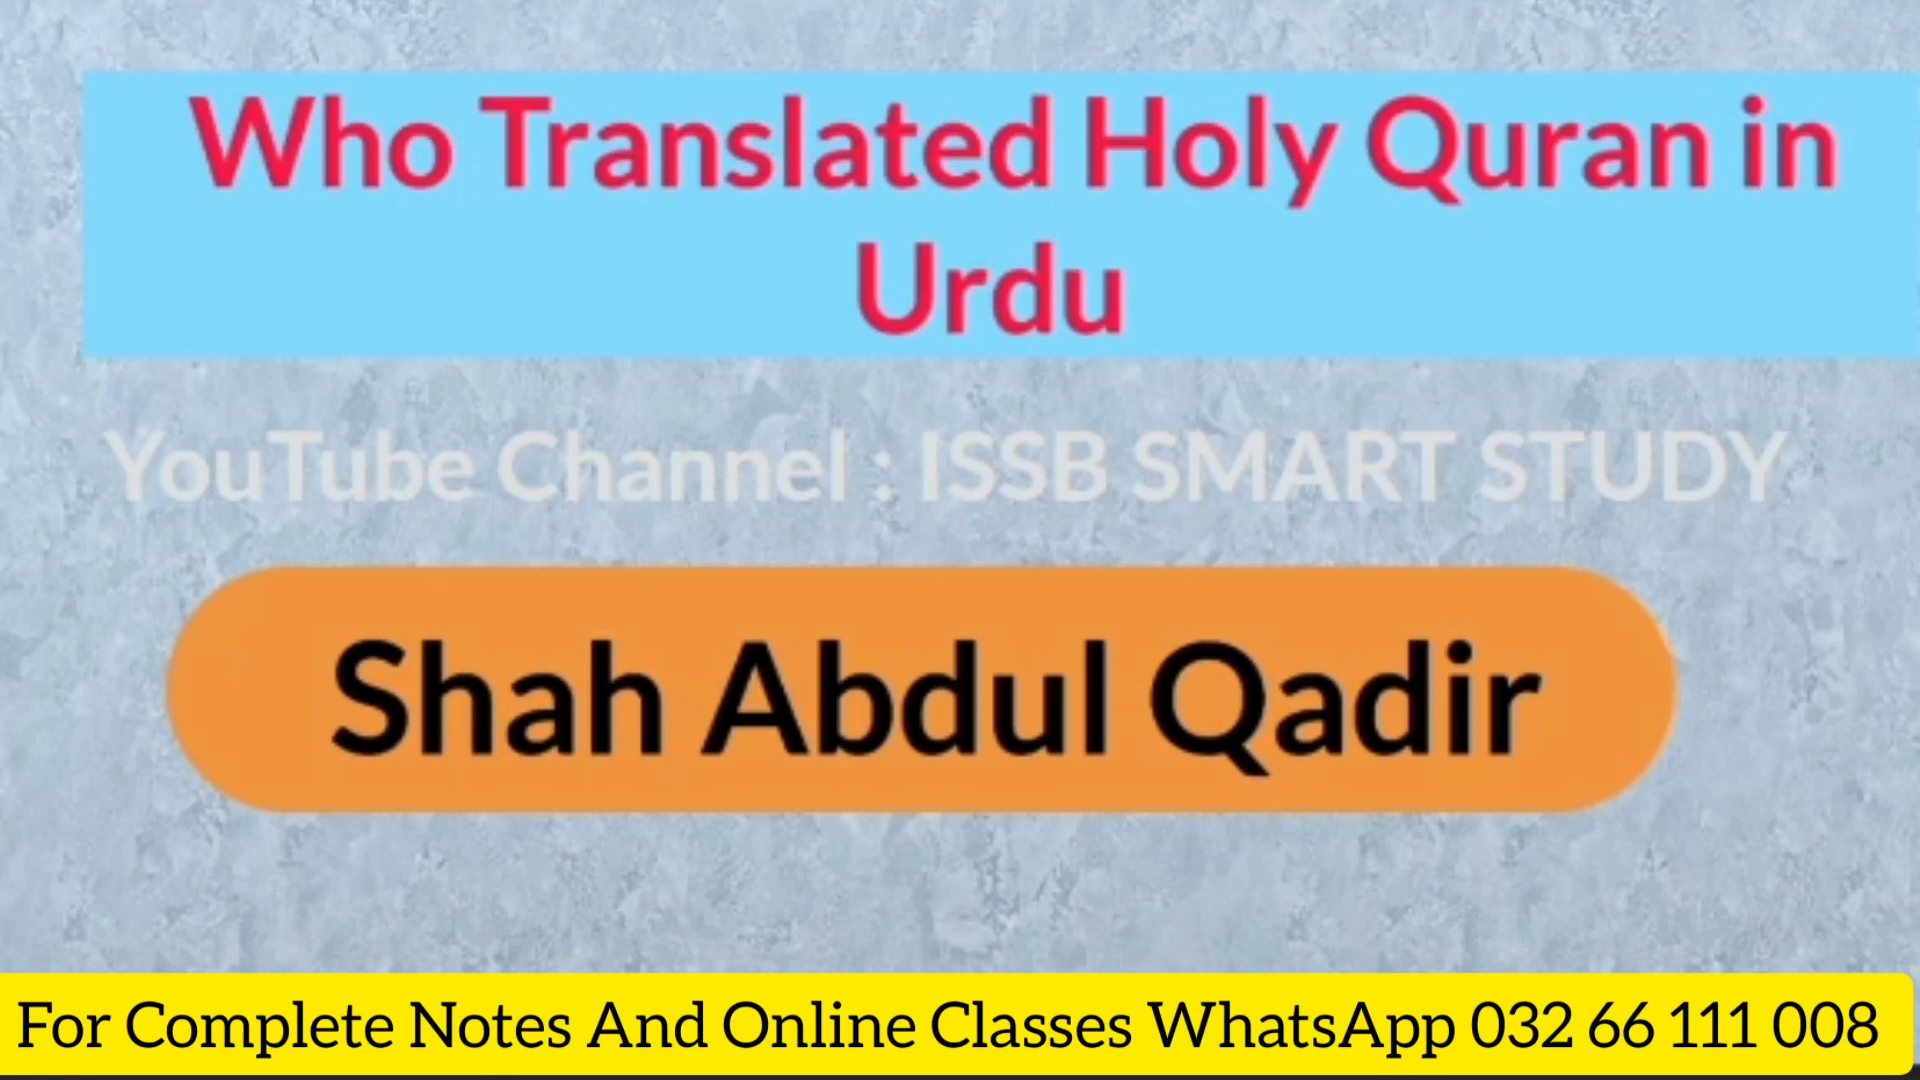 Who Translated Holy Quran in
Urdu
YouTube Channel : ISSB SMART STUDY
Shah Abdul Qadir
For Complete Notes And Online Classes WhatsApp 032 66 111 008